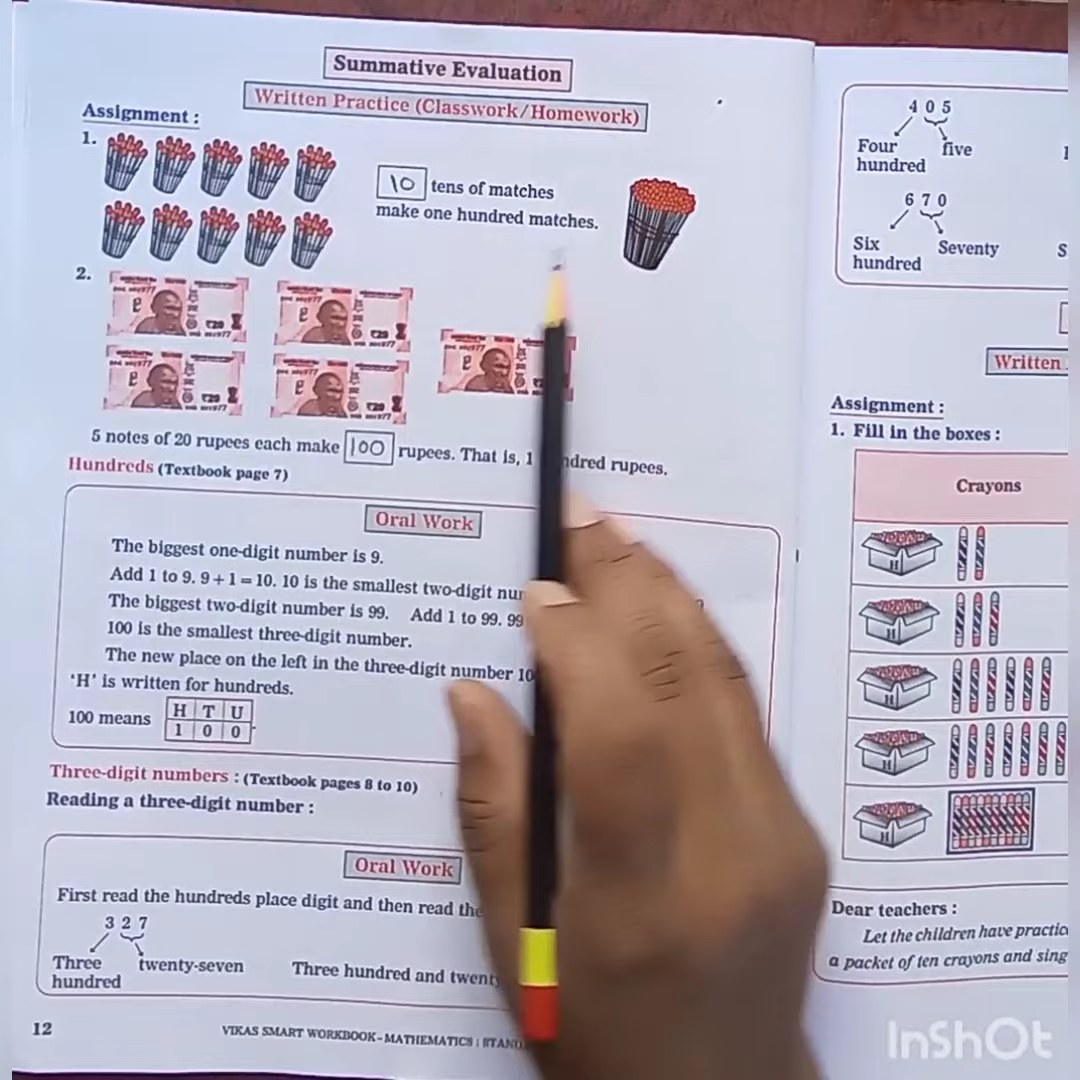 Summative Evaluation
Written Practice (Classwork/Homework)
Assignment :
1.
10 tens of matches
make one hundred matches.
2.
5 notes of 20 rupees each make 100 rupees. That is, 1 rupees.
Hundreds (Textbook page 7)
Oral Work
The biggest one-digit number is 9.
Add 1 to 9. 9 + 1 = 10. 10 is the smallest two-digit
The biggest two-digit number is 99. Add 1 to 99. 99
100 is the smallest three-digit number.
The new place on the left in the three-digit number
'H' is written for hundreds.
100 means
H T U
1 0 0
Three-digit numbers : (Textbook pages 8 to 10)
Reading a three-digit number :
Oral Work
First read the hundreds place digit and then read the
3 2 7
Three twenty-seven
hundred
Three hundred and
12
VIKAS SMART WORKBOOK – MATHEMATICS :
4 0 5
Four five
hundred
6 7 0
Six Seventy
hundred
Written
Assignment :
1. Fill in the boxes :
Crayons
H
H
H
H
H
Dear teachers :
Let the children have
a packet of ten crayons and
InShOt